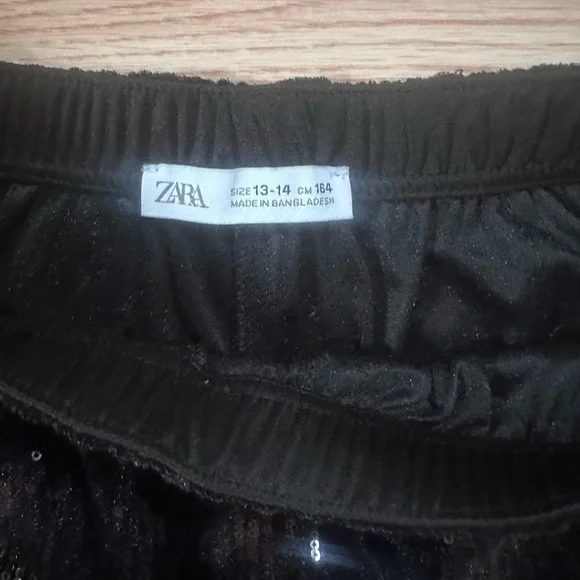 ZARA
SIZE 13-14 CM 164
MADE IN BANGLADESH